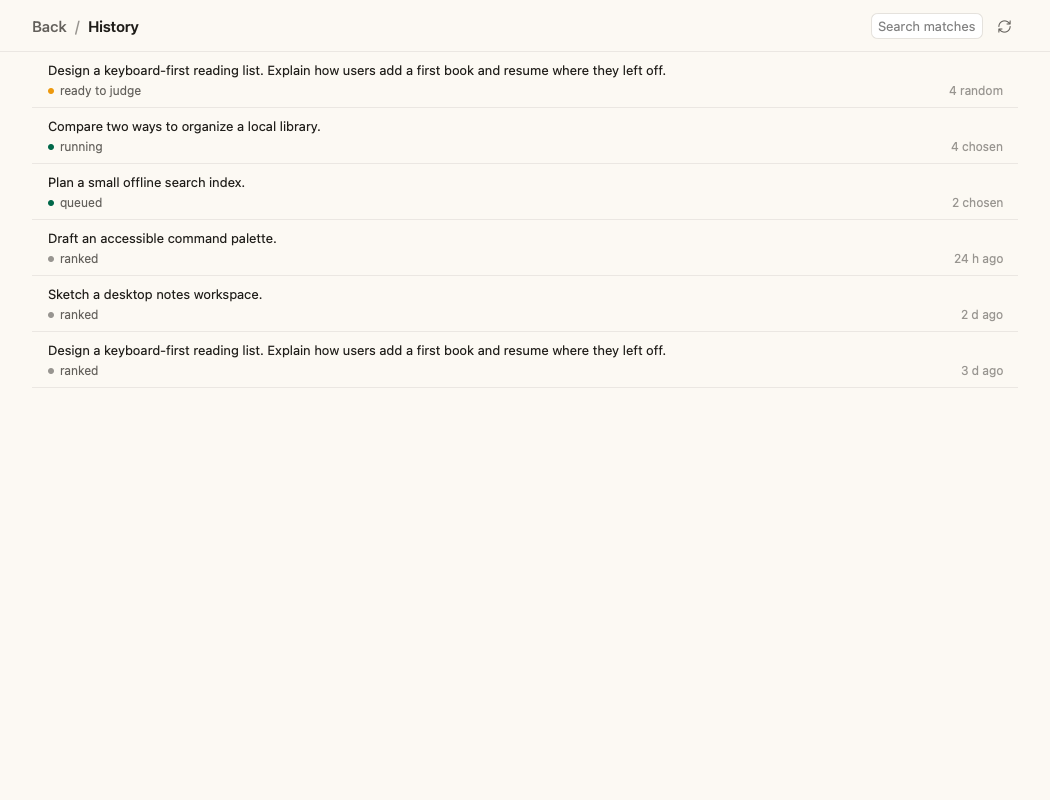 Back / History
Search matches
Design a keyboard-first reading list. Explain how users add a first book and resume where they left off.
ready to judge
4 random
Compare two ways to organize a local library.
running
4 chosen
Plan a small offline search index.
queued
2 chosen
Draft an accessible command palette.
ranked
24 h ago
Sketch a desktop notes workspace.
ranked
2 d ago
Design a keyboard-first reading list. Explain how users add a first book and resume where they left off.
ranked
3 d ago